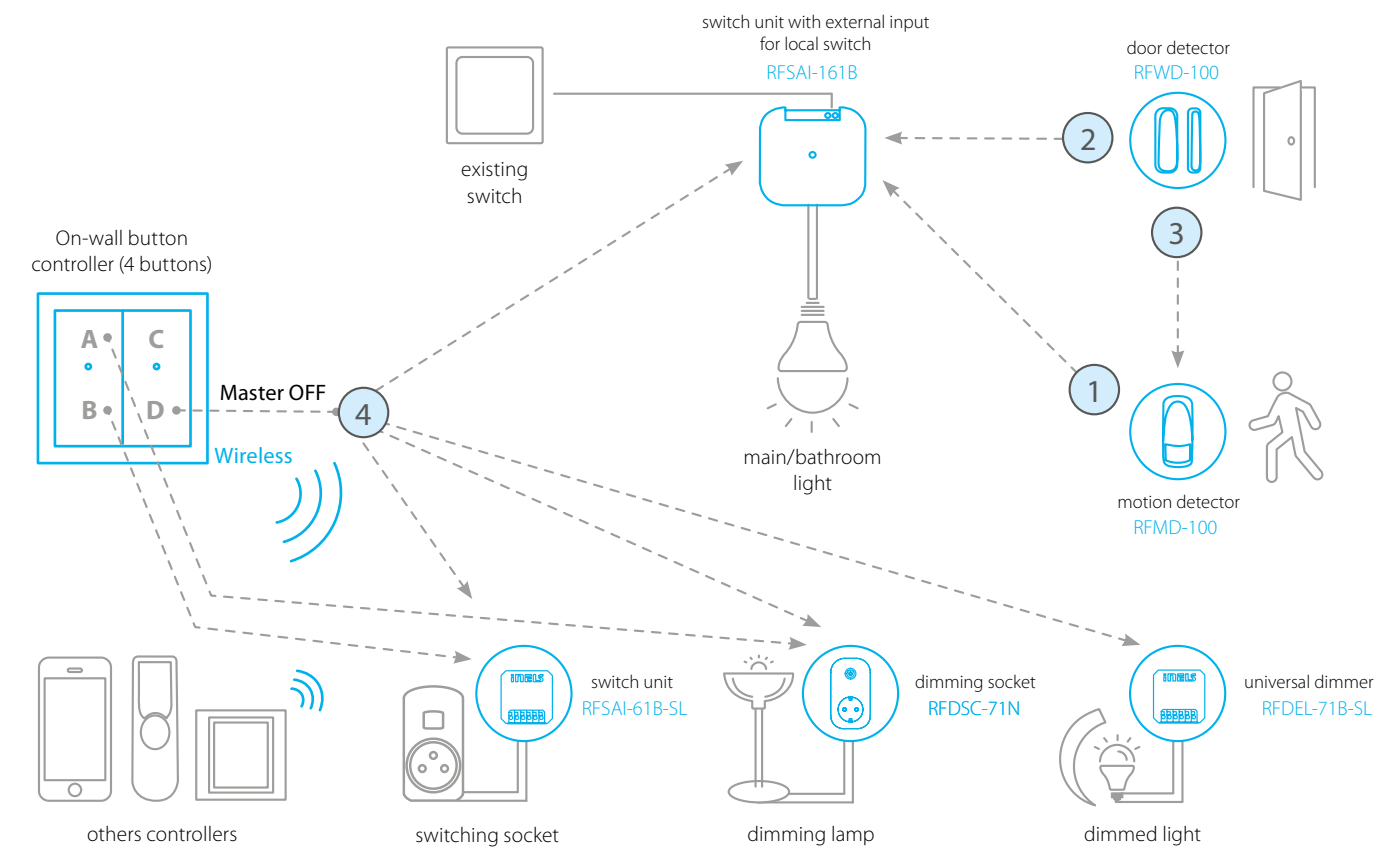 switch unit with external input
for local switch
RFSAI-161B
door detector
RFWD-100
2
existing
switch
3
On-wall button
controller (4 buttons)
A
C
B
D
Master OFF
4
1
Wireless
main/bathroom
light
motion detector
RFMD-100
iNELS
switch unit
RFSAI-61B-SL
dimming socket
RFDSC-71N
iNELS
universal dimmer
RFDEL-71B-SL
others controllers
switching socket
dimming lamp
dimmed light